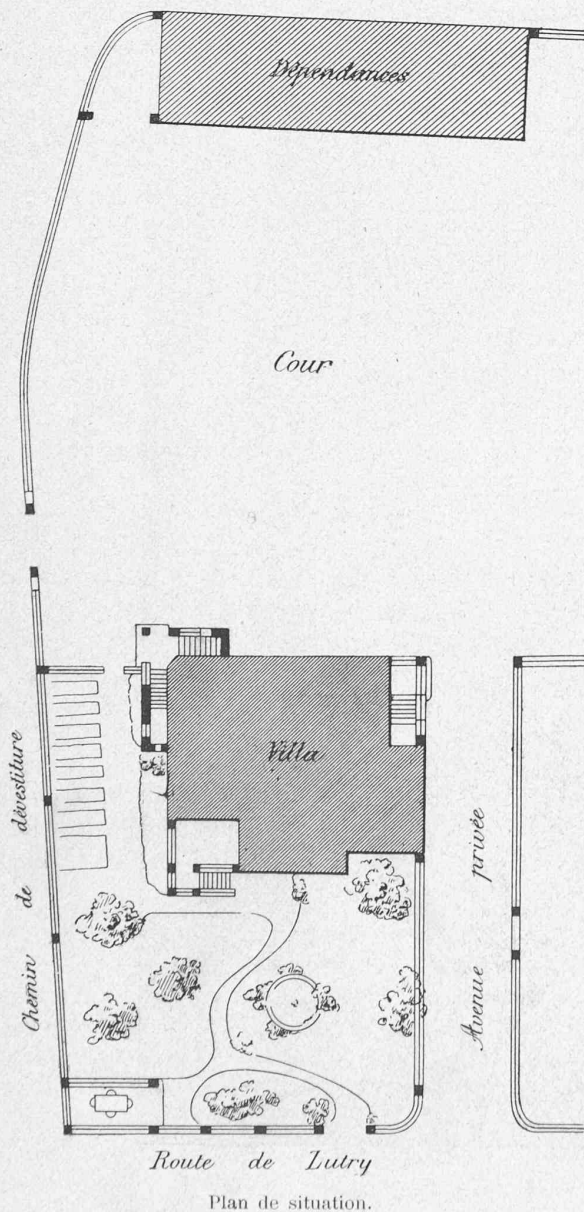 Dépendances
Cour
Villa
Chemin de dévestiture
Avenue privée
Route de Lutry
Plan de situation.